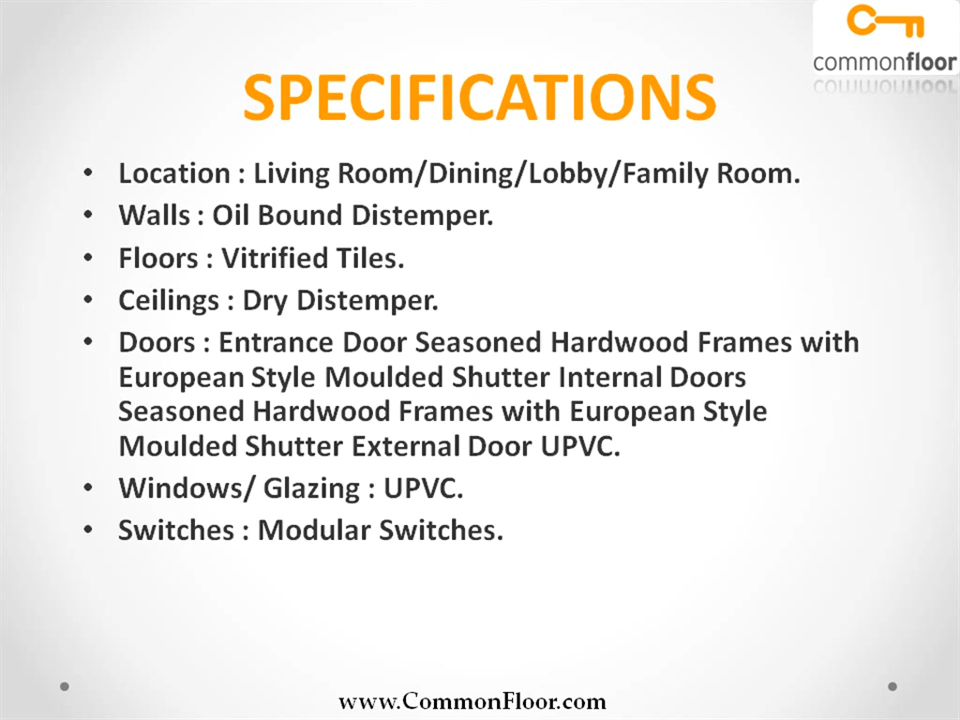 commonfloor
SPECIFICATIONS
• Location : Living Room/Dining/Lobby/Family Room.
• Walls : Oil Bound Distemper.
• Floors : Vitrified Tiles.
• Ceilings : Dry Distemper.
• Doors : Entrance Door Seasoned Hardwood Frames with
European Style Moulded Shutter Internal Doors
Seasoned Hardwood Frames with European Style
Moulded Shutter External Door UPVC.
• Windows/ Glazing : UPVC.
• Switches : Modular Switches.
www.CommonFloor.com